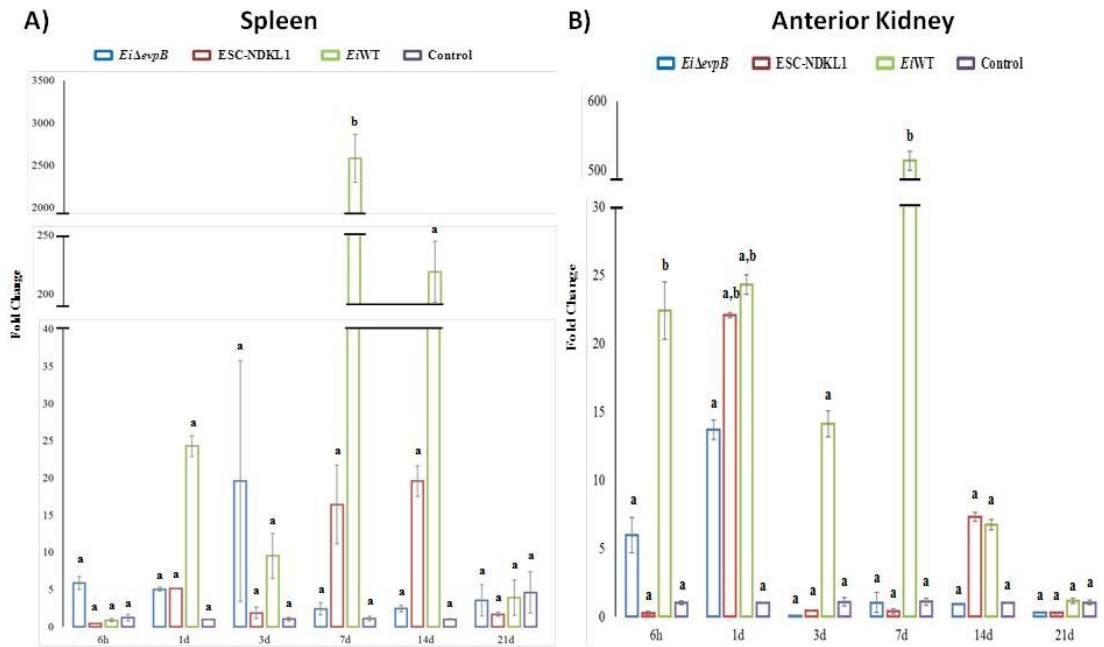 A) Spleen
EiΔevpB ESC-NDKL1 EiWT Control
3500
3000
2500
2000
b
250
200
a
Fold Change
40
35
30
25
20
15
10
5
0
a a a a
a a a a
a a a a
a a a
a a a
a a a a
6h 1d 3d 7d 14d 21d
B) Anterior Kidney
EiΔevpB ESC-NDKL1 EiWT Control
600
500
b
Fold Change
30
25
20
15
10
5
0
a a b a
a a,b a,b a
a a a a
a a a
a a a a
a a a a
6h 1d 3d 7d 14d 21d